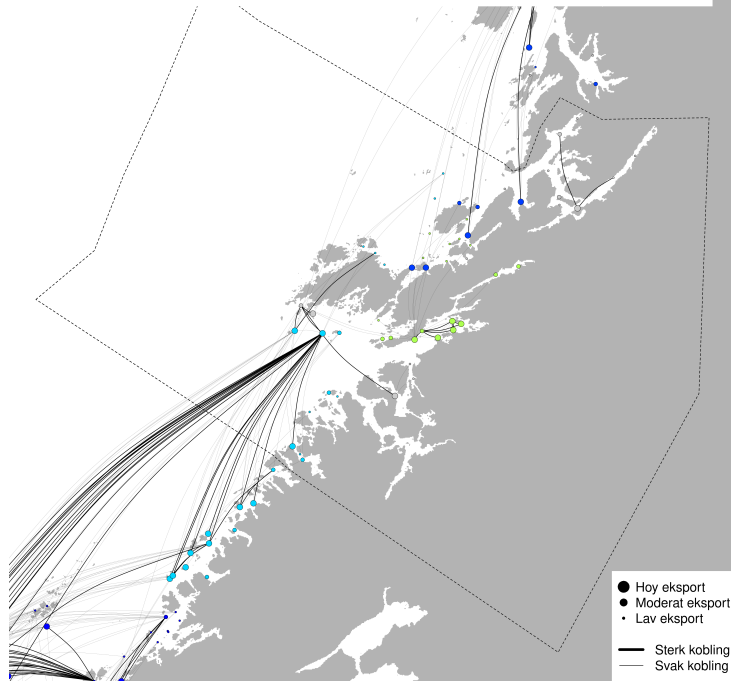 Hoy eksport
Moderat eksport
Lav eksport
Sterk kobling
Svak kobling